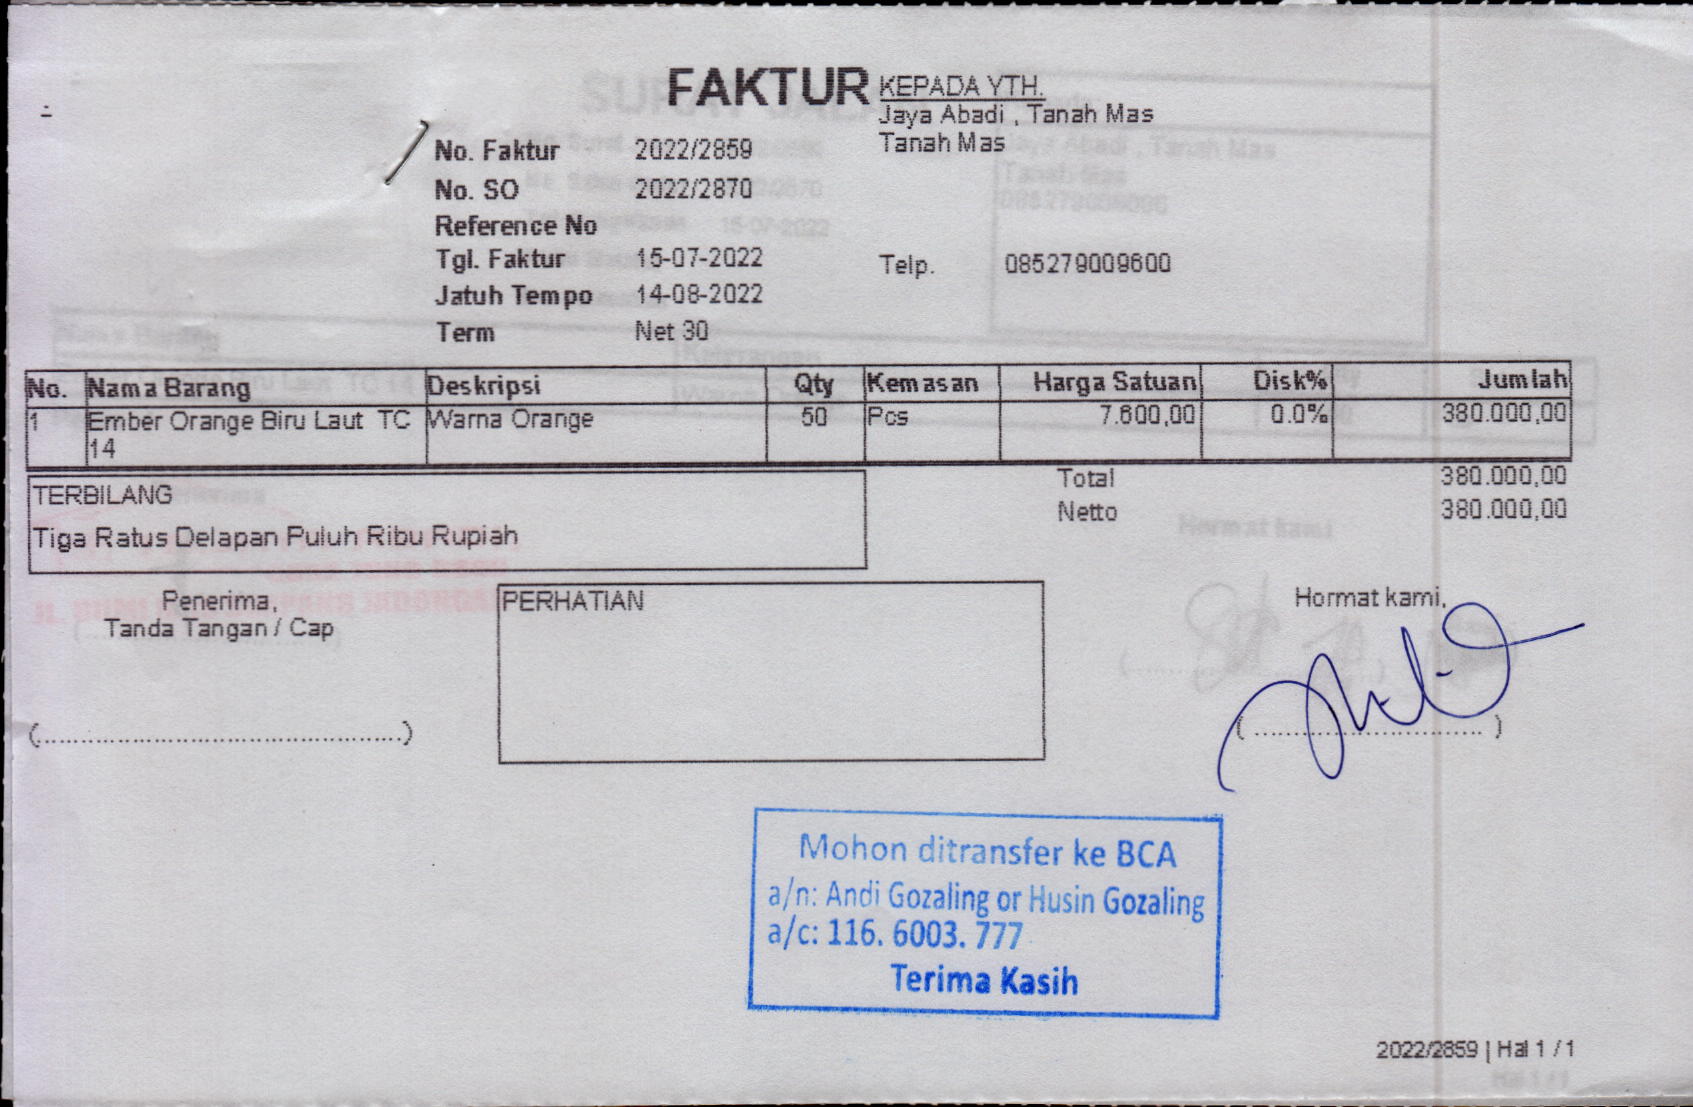 FAKTUR
KEPADA YTH.
Jaya Abadi , Tanah Mas
Tanah Mas
No. Faktur 2022/2859
No. SO 2022/2870
Reference No
Tgl. Faktur 15-07-2022
Telp. 085279009600
Jatuh Tempo 14-08-2022
Term Net 30
No. Nama Barang Deskripsi Qty Kemasan Harga Satuan Disk% Jumlah
1 Ember Orange Biru Laut TC Warna Orange 50 Pcs 7.600,00 0.0% 380.000,00
14
Total 380.000,00
TERBILANG
Netto 380.000,00
Tiga Ratus Delapan Puluh Ribu Rupiah
Penerima,
Tanda Tangan / Cap
(................................................)
PERHATIAN
Hormat kami,
( .............................. )
Mohon ditransfer ke BCA
a/n: Andi Gozaling or Husin Gozaling
a/c: 116. 6003. 777
Terima Kasih
2022/2859 | Hal 1 / 1